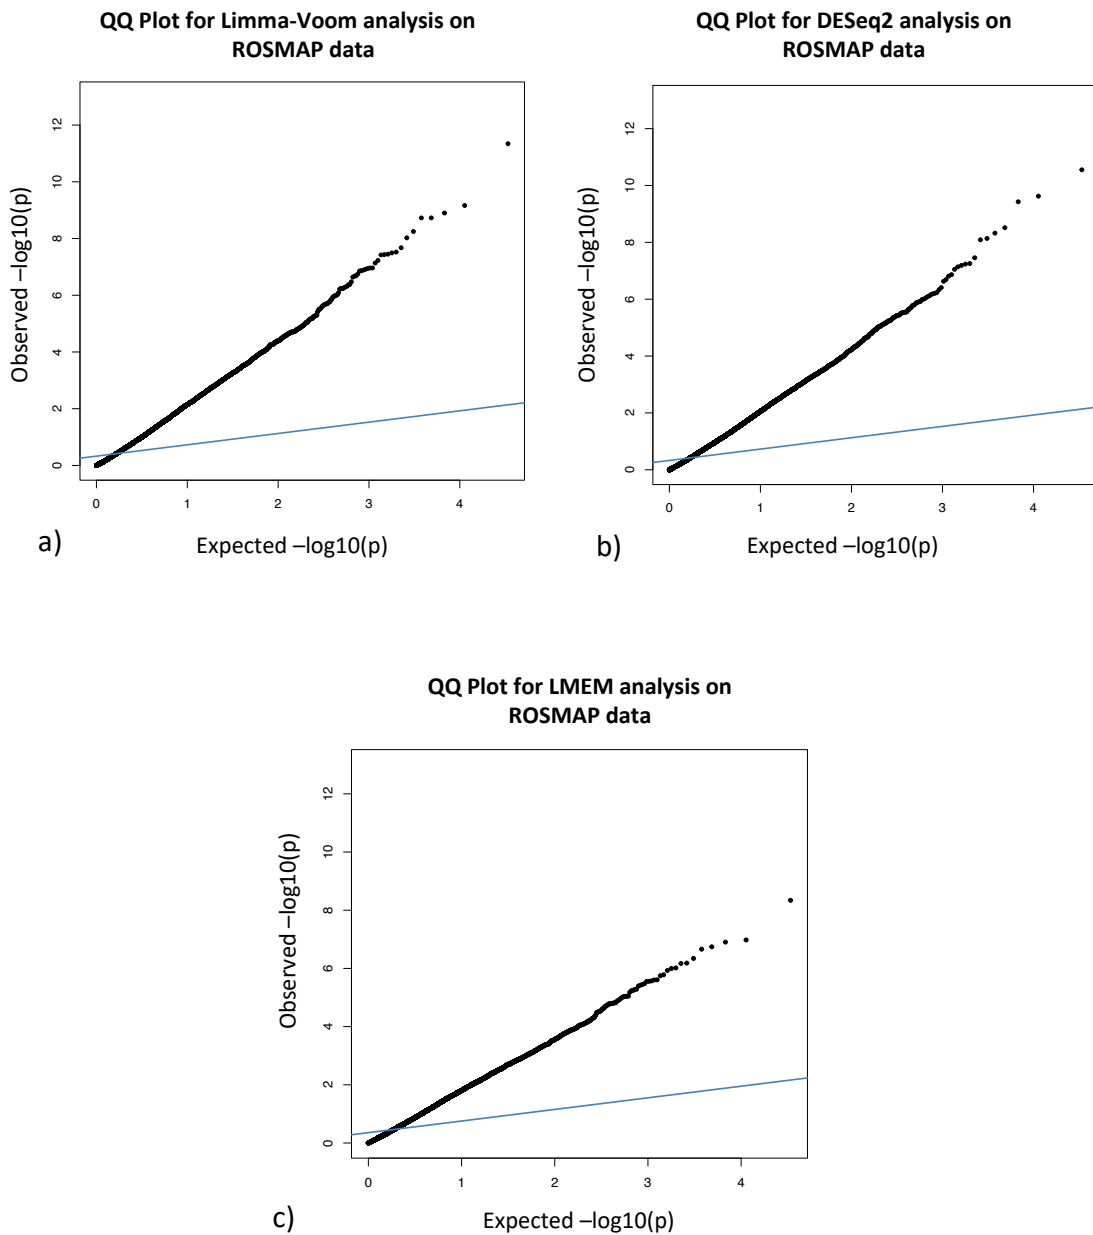 QQ Plot for Limma-Voom analysis on
ROSMAP data
12
10
8
6
4
2
0
Observed –log10(p)
0 1 2 3 4
Expected –log10(p)
a)
QQ Plot for DESeq2 analysis on
ROSMAP data
12
10
8
6
4
2
0
Observed –log10(p)
0 1 2 3 4
Expected –log10(p)
b)
QQ Plot for LMEM analysis on
ROSMAP data
12
10
8
6
4
2
0
Observed –log10(p)
0 1 2 3 4
Expected –log10(p)
c)